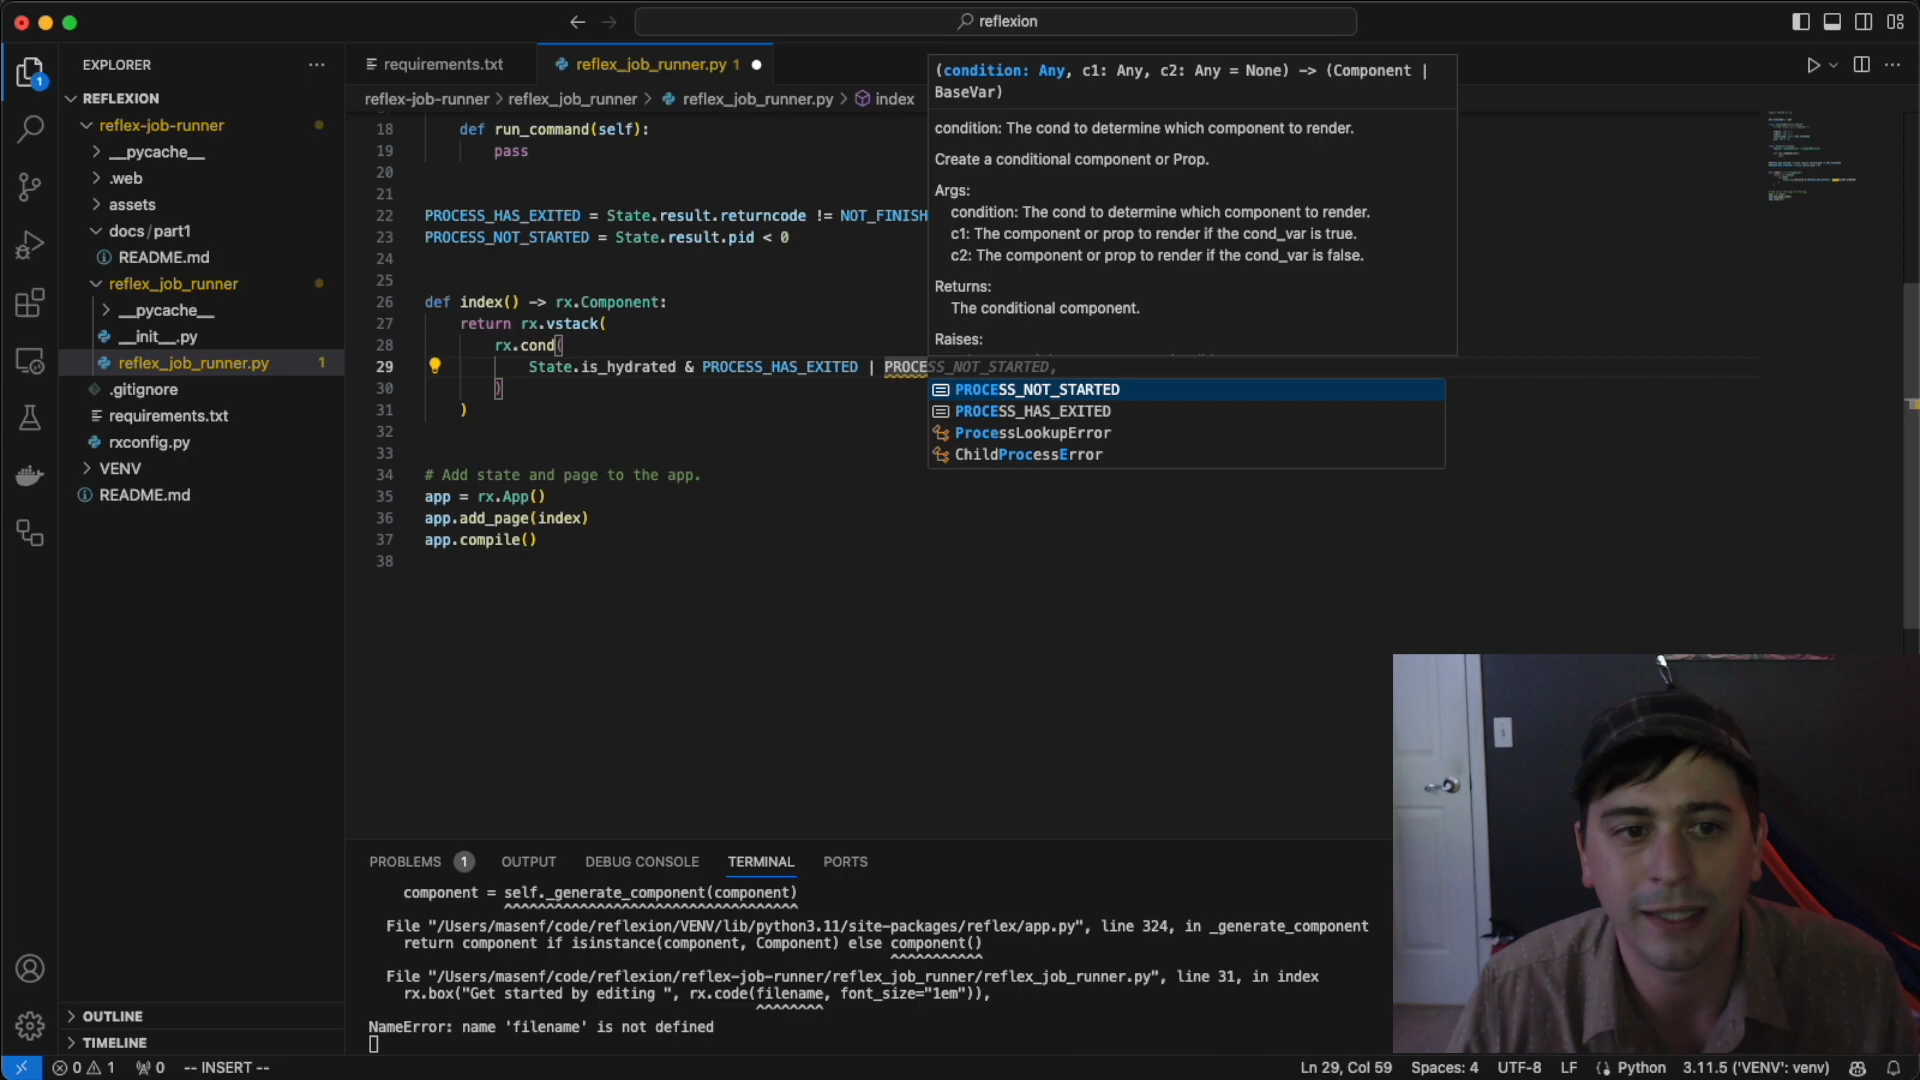 reflexion
EXPLORER
REFLEXION
reflex-job-runner
__pycache__
.web
assets
docs/part1
README.md
reflex_job_runner
__pycache__
__init__.py
reflex_job_runner.py 1
.gitignore
requirements.txt
rxconfig.py
VENV
README.md
OUTLINE
TIMELINE
requirements.txt
reflex_job_runner.py 1
reflex-job-runner > reflex_job_runner > reflex_job_runner.py > index
18 def run_command(self):
19 pass
20
21
22 PROCESS_HAS_EXITED = State.result.returncode != NOT_FINISH
23 PROCESS_NOT_STARTED = State.result.pid < 0
24
25
26 def index() -> rx.Component:
27 return rx.vstack(
28 rx.cond(
29 State.is_hydrated & PROCESS_HAS_EXITED | PROCESS_NOT_STARTED,
30 )
31 )
32
33
34 # Add state and page to the app.
35 app = rx.App()
36 app.add_page(index)
37 app.compile()
38
(condition: Any, c1: Any, c2: Any = None) -> (Component |
BaseVar)
condition: The cond to determine which component to render.
Create a conditional component or Prop.
Args:
condition: The cond to determine which component to render.
c1: The component or prop to render if the cond_var is true.
c2: The component or prop to render if the cond_var is false.
Returns:
The conditional component.
Raises:
PROCESS_NOT_STARTED
PROCESS_HAS_EXITED
ProcessLookupError
ChildProcessError
PROBLEMS 1 OUTPUT DEBUG CONSOLE TERMINAL PORTS
component = self._generate_component(component)
^^^^^^^^^^^^^^^^^^^^^^^^^^^^^^^^^^
File "/Users/masenf/code/reflexion/VENV/lib/python3.11/site-packages/reflex/app.py", line 324, in _generate_component
return component if isinstance(component, Component) else component()
^^^^^^^^^^^
File "/Users/masenf/code/reflexion/reflex-job-runner/reflex_job_runner/reflex_job_runner.py", line 31, in index
rx.box("Get started by editing ", rx.code(filename, font_size="1em")),
^^^^^^^^
NameError: name 'filename' is not defined
1
0 1 0 -- INSERT -- Ln 29, Col 59 Spaces: 4 UTF-8 LF Python 3.11.5 ('VENV': venv)